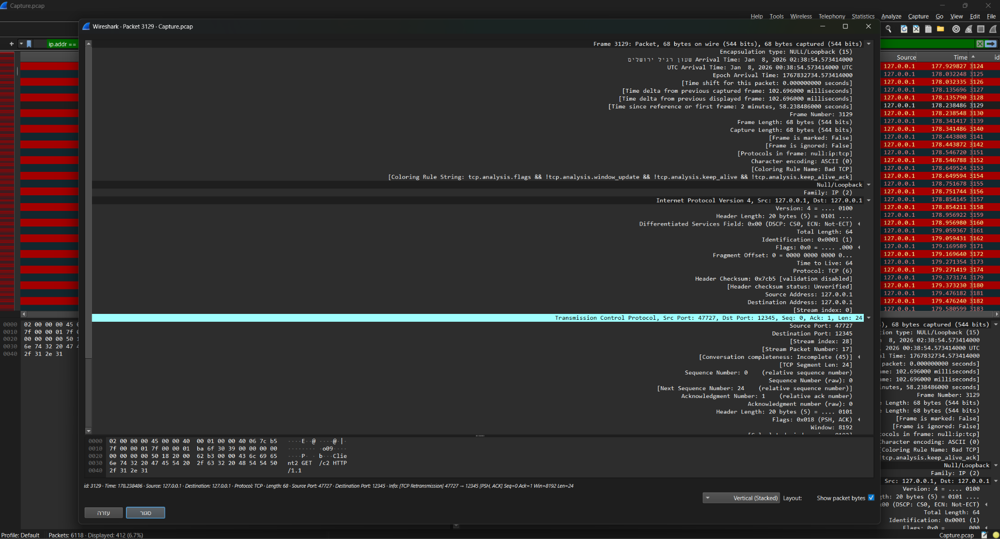 Capture.pcap
Help Tools Wireless Telephony Statistics Analyze Capture Go View Edit File
Wireshark · Packet 3129 · Capture.pcap
ip.addr ==
Frame 3129: Packet, 68 bytes on wire (544 bits), 68 bytes captured (544 bits)
Encapsulation type: NULL/Loopback (15)
שעון רגיל ירושלים Arrival Time: Jan 8, 2026 02:38:54.573414000
UTC Arrival Time: Jan 8, 2026 00:38:54.573414000 UTC
Epoch Arrival Time: 1767832734.573414000
[Time shift for this packet: 0.000000000 seconds]
[Time delta from previous captured frame: 102.696000 milliseconds]
[Time delta from previous displayed frame: 102.696000 milliseconds]
[Time since reference or first frame: 2 minutes, 58.238486000 seconds]
Frame Number: 3129
Frame Length: 68 bytes (544 bits)
Capture Length: 68 bytes (544 bits)
[Frame is marked: False]
[Frame is ignored: False]
[Protocols in frame: null:ip:tcp]
Character encoding: ASCII (0)
[Coloring Rule Name: Bad TCP]
[Coloring Rule String: tcp.analysis.flags && !tcp.analysis.window_update && !tcp.analysis.keep_alive && !tcp.analysis.keep_alive_ack]
Null/Loopback
Family: IP (2)
Internet Protocol Version 4, Src: 127.0.0.1, Dst: 127.0.0.1
Version: 4 = .... 0100
Header Length: 20 bytes (5) = 0101 ....
Differentiated Services Field: 0x00 (DSCP: CS0, ECN: Not-ECT)
Total Length: 64
Identification: 0x0001 (1)
Flags: 0x0 = .... .000
Fragment Offset: 0 = 0000 0000 0000 0...
Time to Live: 64
Protocol: TCP (6)
Header Checksum: 0x7cb5 [validation disabled]
[Header checksum status: Unverified]
Source Address: 127.0.0.1
Destination Address: 127.0.0.1
[Stream index: 0]
Transmission Control Protocol, Src Port: 47727, Dst Port: 12345, Seq: 0, Ack: 1, Len: 24
Source Port: 47727
Destination Port: 12345
[Stream index: 28]
[Stream Packet Number: 17]
[Conversation completeness: Incomplete (45)]
[TCP Segment Len: 24]
Sequence Number: 0 (relative sequence number)
Sequence Number (raw): 0
[Next Sequence Number: 24 (relative sequence number)]
Acknowledgment Number: 1 (relative ack number)
Acknowledgment number (raw): 0
Header Length: 20 bytes (5) = .... 0101
Flags: 0x018 (PSH, ACK)
Window: 8192
0000 02 00 00 00 45 00 00 40 00 01 00 00 40 06 7c b5 ····E··@ ····@·|·
0010 7f 00 00 01 7f 00 00 01 ba 6f 30 39 00 00 00 00 ········ ·o09····
0020 00 00 00 00 50 18 20 00 62 b3 00 00 43 6c 69 65 ····P· · b···Clie
0030 6e 74 32 20 47 45 54 20 2f 63 32 20 48 54 54 50 nt2 GET /c2 HTTP
0040 2f 31 2e 31 /1.1
id: 3129 · Time: 178.238486 · Source: 127.0.0.1 · Destination: 127.0.0.1 · Protocol: TCP · Length: 68 · Source Port: 47727 · Destination Port: 12345 · Info: [TCP Retransmission] 47727 → 12345 [PSH, ACK] Seq=0 Ack=1 Win=8192 Len=24
Vertical (Stacked) Layout: Show packet bytes
עזרה סגור
Source Time id
127.0.0.1 177.929827 3124
127.0.0.1 178.032248 3125
127.0.0.1 178.032335 3126
127.0.0.1 178.135696 3127
127.0.0.1 178.135790 3128
127.0.0.1 178.238486 3129
127.0.0.1 178.238548 3130
127.0.0.1 178.341417 3139
127.0.0.1 178.341486 3140
127.0.0.1 178.443808 3141
127.0.0.1 178.443872 3142
127.0.0.1 178.546720 3151
127.0.0.1 178.546788 3152
127.0.0.1 178.649524 3153
127.0.0.1 178.649594 3154
127.0.0.1 178.751678 3155
127.0.0.1 178.751744 3156
127.0.0.1 178.854145 3157
127.0.0.1 178.854211 3158
127.0.0.1 178.956922 3159
127.0.0.1 178.956980 3160
127.0.0.1 179.059367 3161
127.0.0.1 179.059431 3162
127.0.0.1 179.169589 3171
127.0.0.1 179.169640 3172
127.0.0.1 179.271354 3173
127.0.0.1 179.271419 3174
127.0.0.1 179.373174 3179
127.0.0.1 179.373230 3180
127.0.0.1 179.476182 3181
127.0.0.1 179.476240 3182
127.0.0.1 179.580599 3183
0000 02 00 00 00 45
0010 7f 00 00 01 7f
0020 00 00 00 00 50
0030 6e 74 32 20 47
0040 2f 31 2e 31
), 68 bytes captured (544 bits)
ion type: NULL/Loopback (15)
8, 2026 02:38:54.573414000
2026 00:38:54.573414000 UTC
l Time: 1767832734.573414000
packet: 0.000000000 seconds]
me: 102.696000 milliseconds]
me: 102.696000 milliseconds]
inutes, 58.238486000 seconds]
Frame Number: 3129
Length: 68 bytes (544 bits)
Length: 68 bytes (544 bits)
[Frame is marked: False]
[Frame is ignored: False]
ocols in frame: null:ip:tcp]
haracter encoding: ASCII (0)
Coloring Rule Name: Bad TCP]
tcp.analysis.keep_alive_ack]
Null/Loopback
Family: IP (2)
Src: 127.0.0.1, Dst: 127.0.0.1
Version: 4 = .... 0100
gth: 20 bytes (5) = 0101 ....
00 (DSCP: CS0, ECN: Not-ECT)
Total Length: 64
Identification: 0x0001 (1)
Flags: 0x0 = .000
Profile: Default Packets: 6118 · Displayed: 412 (6.7%) Capture.pcap